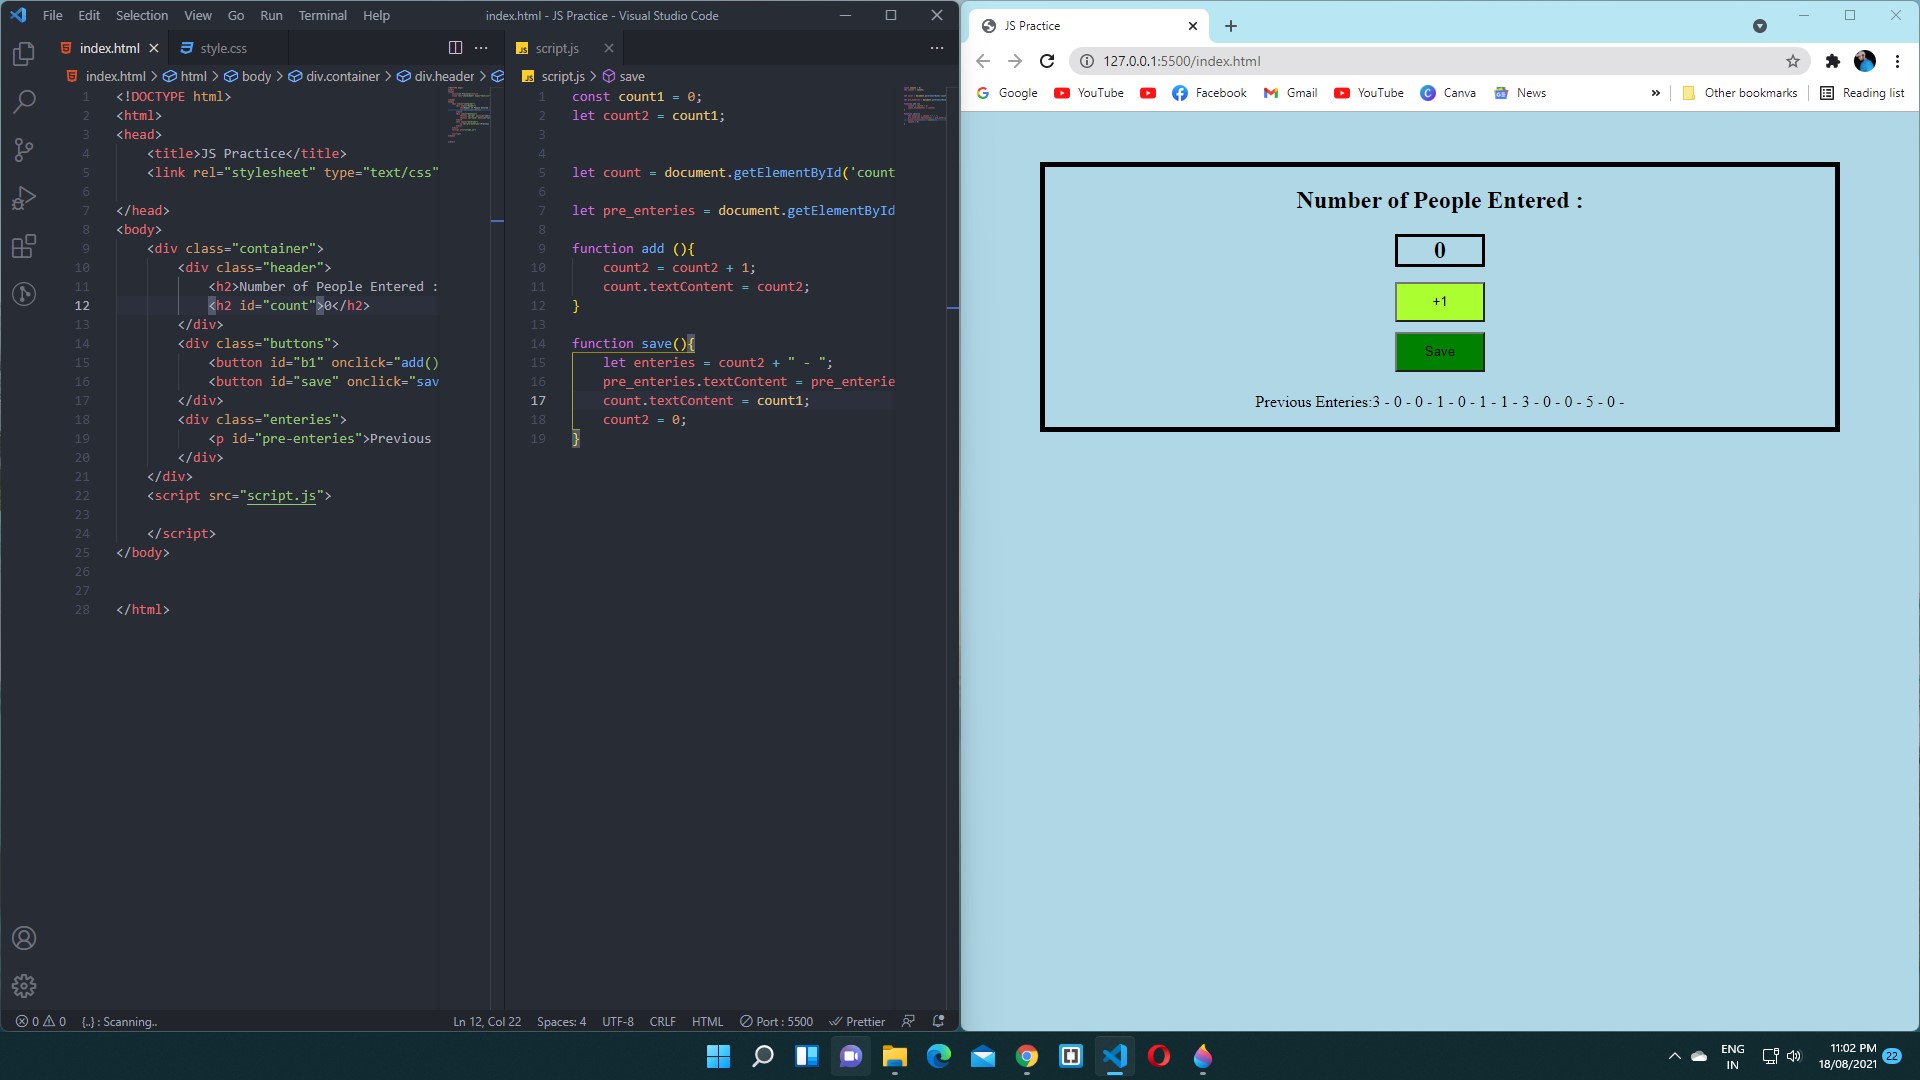 File Edit Selection View Go Run Terminal Help
index.html - JS Practice - Visual Studio Code
index.html style.css
index.html > html > body > div.container > div.header >
1 <!DOCTYPE html>
2 <html>
3 <head>
4 <title>JS Practice</title>
5 <link rel="stylesheet" type="text/css"
6
7 </head>
8 <body>
9 <div class="container">
10 <div class="header">
11 <h2>Number of People Entered :
12 <h2 id="count">0</h2>
13 </div>
14 <div class="buttons">
15 <button id="b1" onclick="add()
16 <button id="save" onclick="sav
17 </div>
18 <div class="enteries">
19 <p id="pre-enteries">Previous
20 </div>
21 </div>
22 <script src="script.js">
23
24 </script>
25 </body>
26
27
28 </html>
script.js
script.js > save
1 const count1 = 0;
2 let count2 = count1;
3
4
5 let count = document.getElementById('count
6
7 let pre_enteries = document.getElementById
8
9 function add (){
10 count2 = count2 + 1;
11 count.textContent = count2;
12 }
13
14 function save(){
15 let enteries = count2 + " - ";
16 pre_enteries.textContent = pre_enterie
17 count.textContent = count1;
18 count2 = 0;
19 }
0 0 {..} : Scanning..
Ln 12, Col 22 Spaces: 4 UTF-8 CRLF HTML Port : 5500 Prettier
JS Practice
127.0.0.1:5500/index.html
Google YouTube Facebook Gmail YouTube Canva News » Other bookmarks Reading list
Number of People Entered :
0
+1
Save
Previous Enteries:3 - 0 - 0 - 1 - 0 - 1 - 1 - 3 - 0 - 0 - 5 - 0 -
ENG
IN
11:02 PM
18/08/2021
22